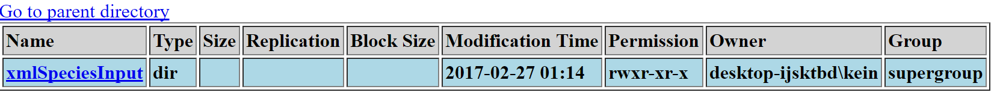 Go to parent directory
Name Type Size Replication Block Size Modification Time Permission Owner Group
xmlSpeciesInput dir 2017-02-27 01:14 rwxr-xr-x desktop-ijsktbd\kein supergroup